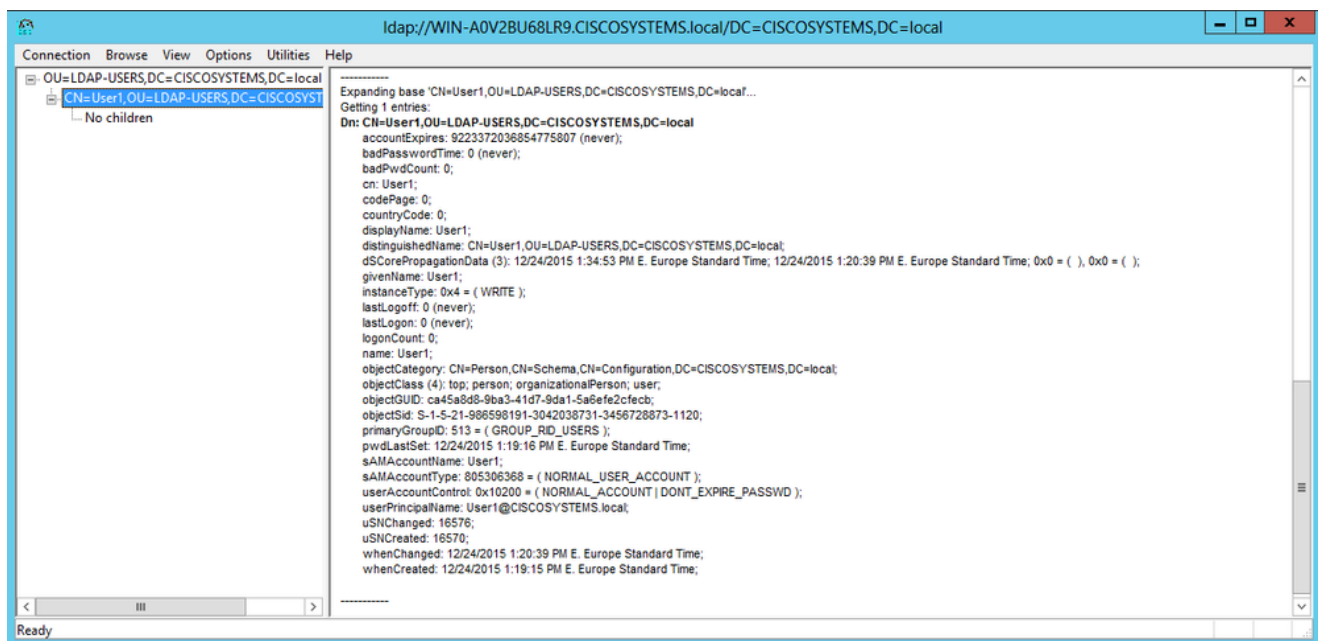 ldap://WIN-A0V2BU68LR9.CISCOSYSTEMS.local/DC=CISCOSYSTEMS,DC=local
Connection Browse View Options Utilities Help
OU=LDAP-USERS,DC=CISCOSYSTEMS,DC=local
CN=User1,OU=LDAP-USERS,DC=CISCOSYST
No children
-----------
Expanding base 'CN=User1,OU=LDAP-USERS,DC=CISCOSYSTEMS,DC=local'...
Getting 1 entries:
Dn: CN=User1,OU=LDAP-USERS,DC=CISCOSYSTEMS,DC=local
accountExpires: 9223372036854775807 (never);
badPasswordTime: 0 (never);
badPwdCount: 0;
cn: User1;
codePage: 0;
countryCode: 0;
displayName: User1;
distinguishedName: CN=User1,OU=LDAP-USERS,DC=CISCOSYSTEMS,DC=local;
dSCorePropagationData (3): 12/24/2015 1:34:53 PM E. Europe Standard Time; 12/24/2015 1:20:39 PM E. Europe Standard Time; 0x0 = ( ), 0x0 = ( );
givenName: User1;
instanceType: 0x4 = ( WRITE );
lastLogoff: 0 (never);
lastLogon: 0 (never);
logonCount: 0;
name: User1;
objectCategory: CN=Person,CN=Schema,CN=Configuration,DC=CISCOSYSTEMS,DC=local;
objectClass (4): top; person; organizationalPerson; user;
objectGUID: ca45a8d8-9ba3-41d7-9da1-5a6efe2cfecb;
objectSid: S-1-5-21-986598191-3042038731-3456728873-1120;
primaryGroupID: 513 = ( GROUP_RID_USERS );
pwdLastSet: 12/24/2015 1:19:16 PM E. Europe Standard Time;
sAMAccountName: User1;
sAMAccountType: 805306368 = ( NORMAL_USER_ACCOUNT );
userAccountControl: 0x10200 = ( NORMAL_ACCOUNT | DONT_EXPIRE_PASSWD );
userPrincipalName: User1@CISCOSYSTEMS.local;
uSNChanged: 16576;
uSNCreated: 16570;
whenChanged: 12/24/2015 1:20:39 PM E. Europe Standard Time;
whenCreated: 12/24/2015 1:19:15 PM E. Europe Standard Time;
-----------
Ready